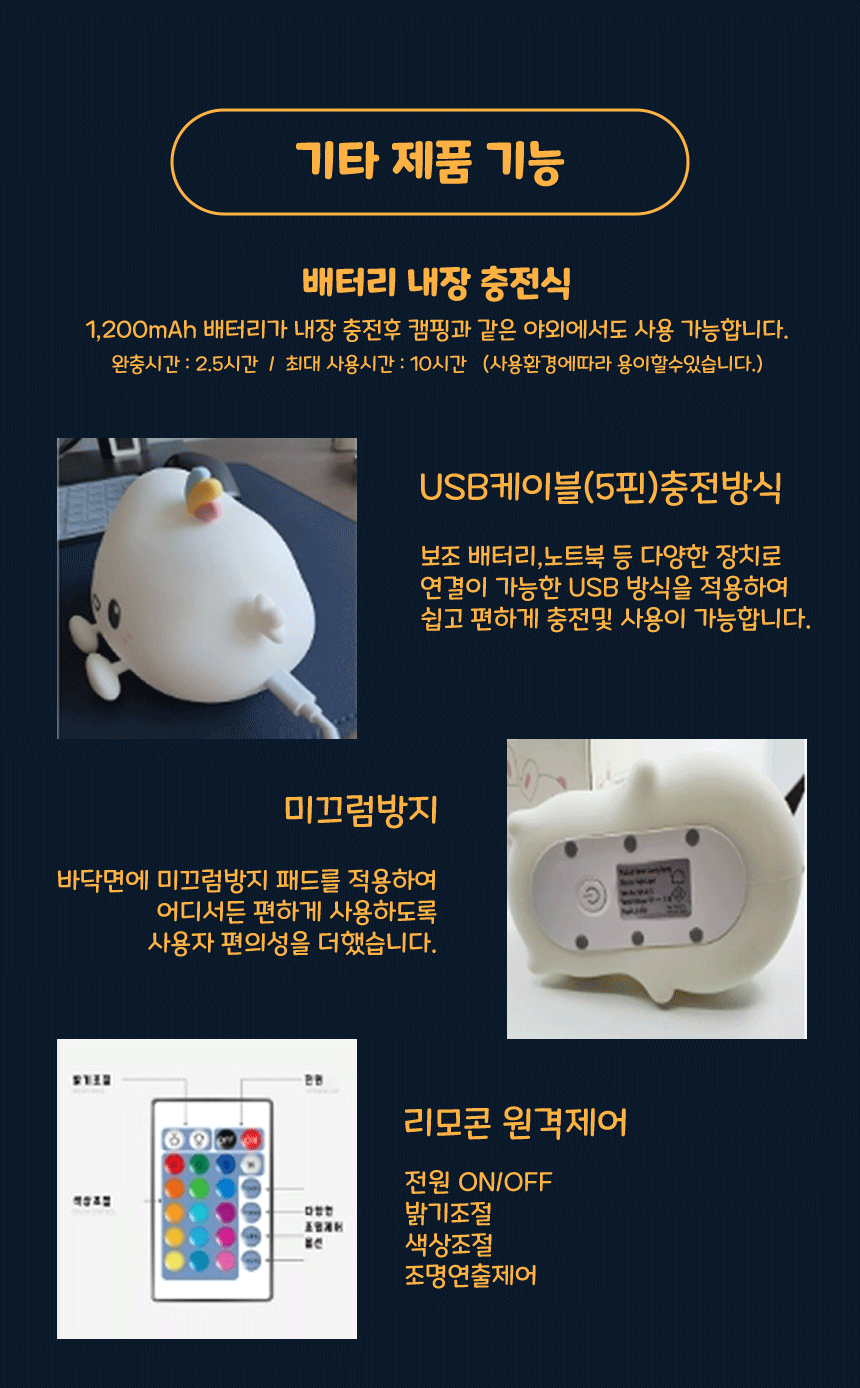 기타 제품 기능
배터리 내장 충전식
1,200mAh 배터리가 내장 충전후 캠핑과 같은 야외에서도 사용 가능합니다.
완충시간 : 2.5시간 / 최대 사용시간 : 10시간 (사용환경에따라 용이할수있습니다.)
USB케이블(5핀)충전방식
보조 배터리,노트북 등 다양한 장치로
연결이 가능한 USB 방식을 적용하여
쉽고 편하게 충전및 사용이 가능합니다.
미끄럼방지
바닥면에 미끄럼방지 패드를 적용하여
어디서든 편하게 사용하도록
사용자 편의성을 더했습니다.
밝기조절
전원
OFF
ON
색상조절
다양한
조명제어
옵션
리모콘 원격제어
전원 ON/OFF
밝기조절
색상조절
조명연출제어